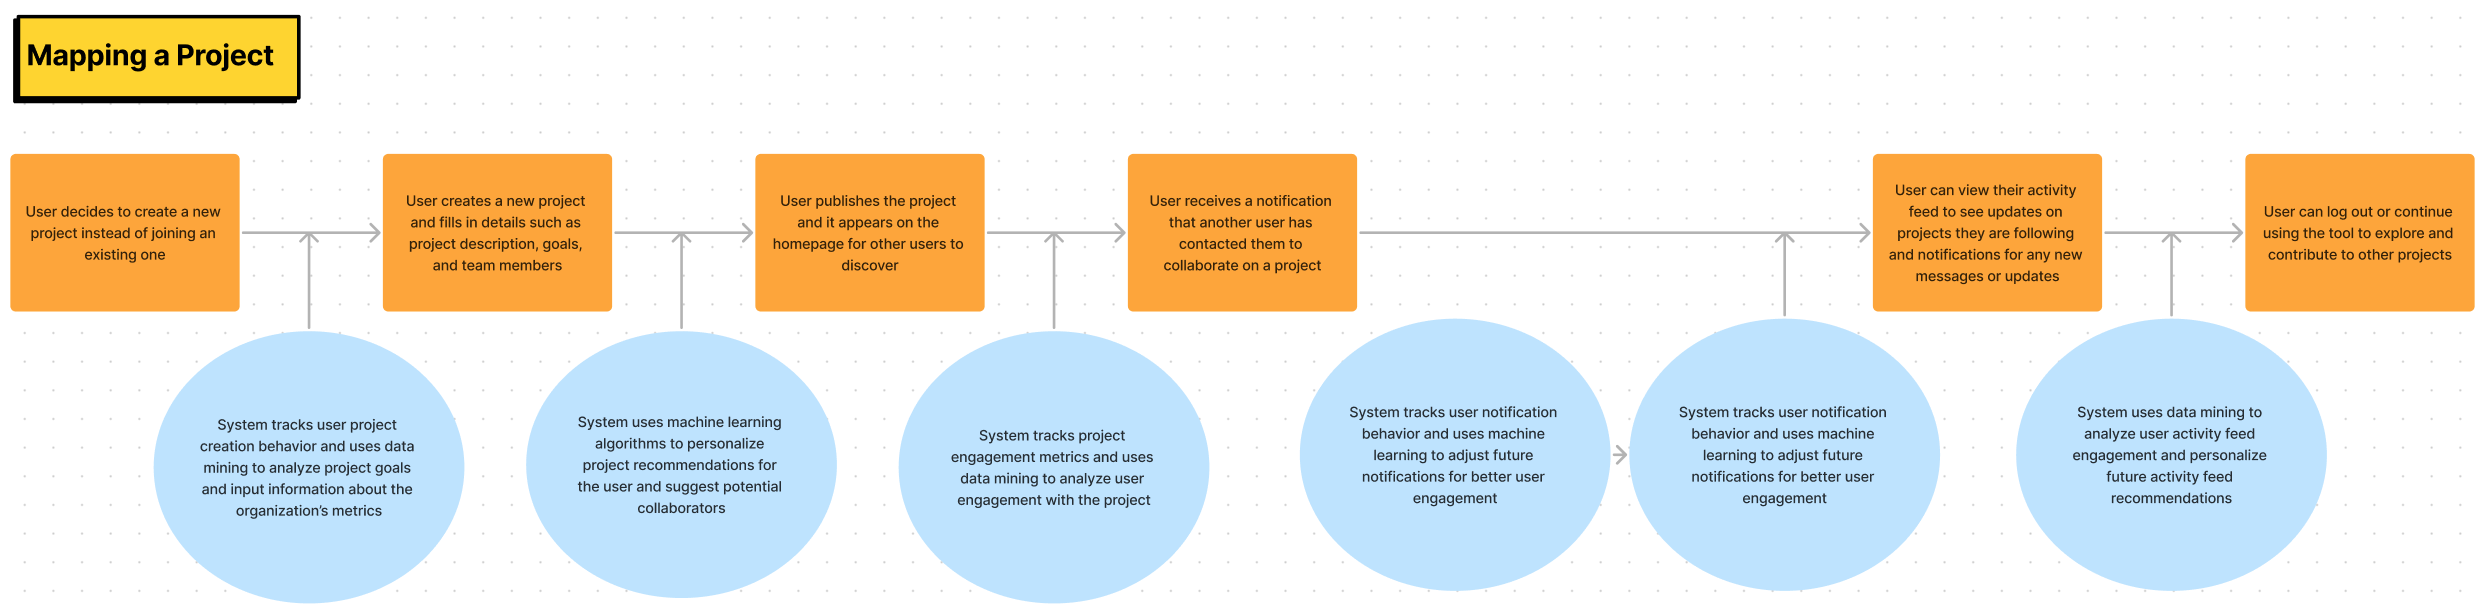 Mapping a Project
User decides to create a new
project instead of joining an
existing one
User creates a new project
and fills in details such as
project description, goals,
and team members
User publishes the project
and it appears on the
homepage for other users to
discover
User receives a notification
that another user has
contacted them to
collaborate on a project
User can view their activity
feed to see updates on
projects they are following
and notifications for any new
messages or updates
User can log out or continue
using the tool to explore and
contribute to other projects
System tracks user project
creation behavior and uses data
mining to analyze project goals
and input information about the
organization's metrics
System uses machine learning
algorithms to personalize
project recommendations for
the user and suggest potential
collaborators
System tracks project
engagement metrics and uses
data mining to analyze user
engagement with the project
System tracks user notification
behavior and uses machine
learning to adjust future
notifications for better user
engagement
System tracks user notification
behavior and uses machine
learning to adjust future
notifications for better user
engagement
System uses data mining to
analyze user activity feed
engagement and personalize
future activity feed
recommendations